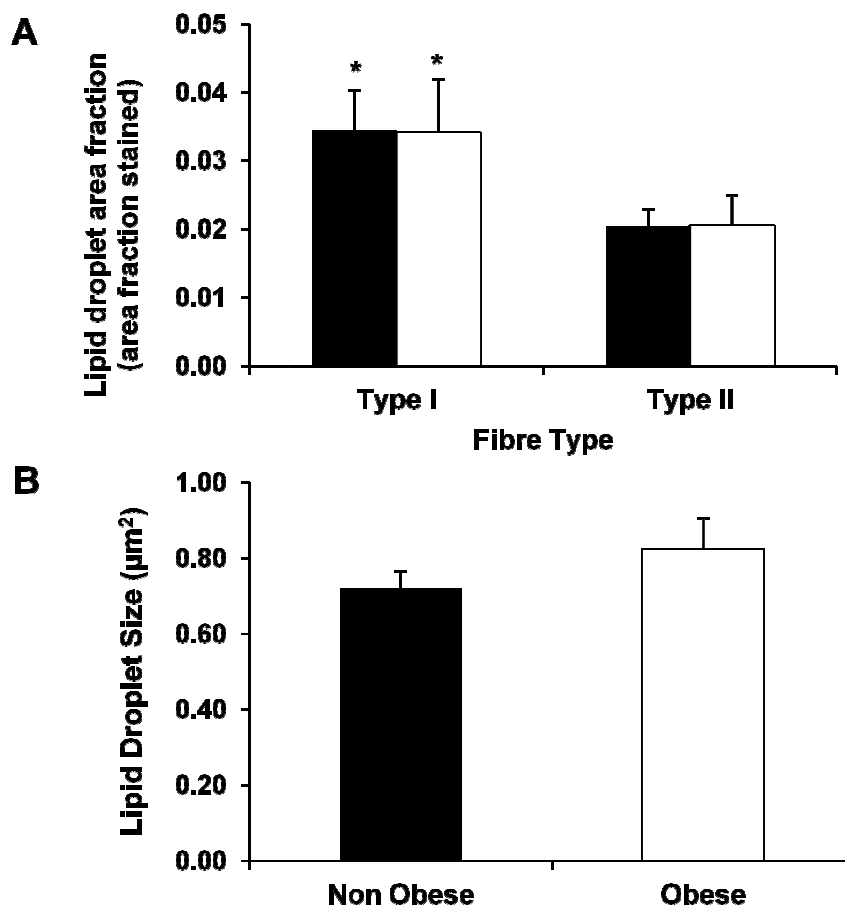 A
Lipid droplet area fraction
(area fraction stained)
0.05
0.04
0.03
0.02
0.01
0.00
* *
Type I Type II
Fibre Type
B
Lipid Droplet Size (µm²)
1.00
0.80
0.60
0.40
0.20
0.00
Non Obese Obese